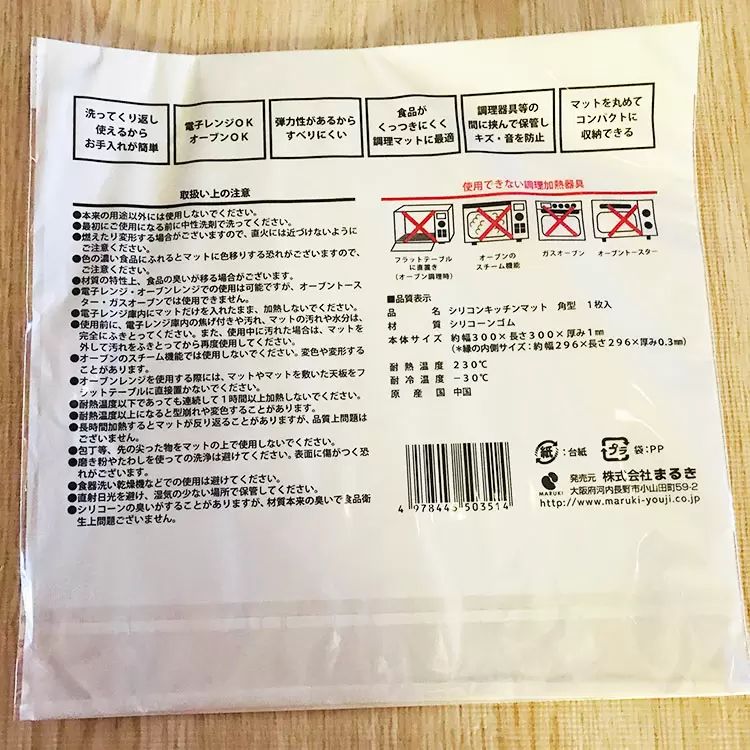 洗ってくり返し
使えるから
お手入れが簡単
電子レンジOK
オーブンOK
弾力性があるから
すべりにくい
食品が
くっつきにくく
調理マットに最適
調理器具等の
間に挟んで保管し
キズ・音を防止
マットを丸めて
コンパクトに
収納できる
取扱い上の注意
●本来の用途以外には使用しないでください。
●最初にご使用になる前に中性洗剤で洗ってください。
●燃えたり変形する場合がございますので、直火には近づけないように
ご注意ください。
●色の濃い食品にふれるとマットに色移りする恐れがございますので、
ご注意ください。
●材質の特性上、食品の臭いが移る場合がございます。
●電子レンジ・オーブンレンジでの使用は可能ですが、オーブントース
ター・ガスオーブンでは使用できません。
●電子レンジ庫内にマットだけを入れたまま、加熱しないでください。
●使用前に、電子レンジ庫内の焦げ付きや汚れ、マットの汚れや水分は、
完全にふきとってください。また、使用中に汚れた場合は、マットを
外して汚れをふきとってから再度使用してください。
●オーブンのスチーム機能では使用しないでください。変色や変形する
ことがあります。
●オーブンレンジを使用する際には、マットやマットを敷いた天板をフ
ラットテーブルに直接置かないでください。
●耐熱温度以下であっても連続して1時間以上加熱しないでください。
●耐熱温度以上になると型崩れや変色することがあります。
●長時間加熱するとマットが反り返ることがありますが、品質上問題は
ございません。
●包丁等、先の尖った物をマットの上で使用しないでください。
●磨き粉やたわしを使っての洗浄は避けてください。表面に傷がつく恐
れがございます。
●食器洗い乾燥機などでの使用は避けてください。
●直射日光を避け、湿気の少ない場所で保管してください。
●シリコーンの臭いがすることがありますが、材質本来の臭いで食品衛
生上問題ございません。
使用できない調理加熱器具
フラットテーブル
に直置き
(オーブン調理時)
オーブンの
スチーム機能
ガスオーブン
オーブントースター
■品質表示
品 名 シリコンキッチンマット 角型 1枚入
材 質 シリコーンゴム
本体サイズ 約幅300×長さ300×厚み1mm
(*縁の内側サイズ:約幅296×長さ296×厚み0.3mm)
耐熱温度 230℃
耐冷温度 -30℃
原産国 中国
紙 :台紙
プラ 袋:PP
4 978445 503514
MARUKI
発売元 株式会社まるき
大阪府河内長野市小山田町59-2
http://www.maruki-youji.co.jp